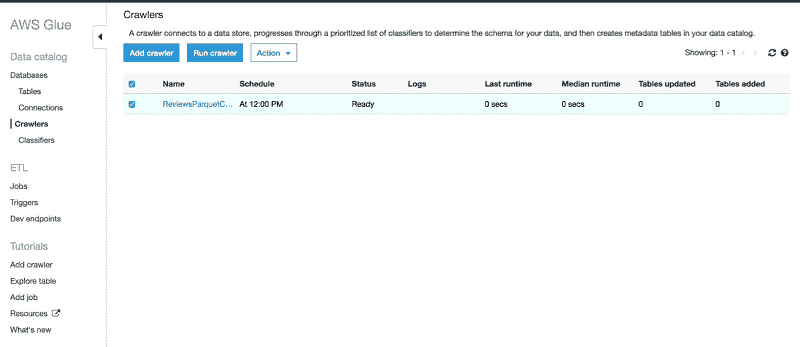 AWS Glue
Data catalog
Databases
Tables
Connections
Crawlers
Classifiers
ETL
Jobs
Triggers
Dev endpoints
Tutorials
Add crawler
Explore table
Add job
Resources
What's new
Crawlers
A crawler connects to a data store, progresses through a prioritized list of classifiers to determine the schema for your data, and then creates metadata tables in your data catalog.
Add crawler Run crawler Action Showing: 1 - 1
Name Schedule Status Logs Last runtime Median runtime Tables updated Tables added
ReviewsParquetC... At 12:00 PM Ready 0 secs 0 secs 0 0